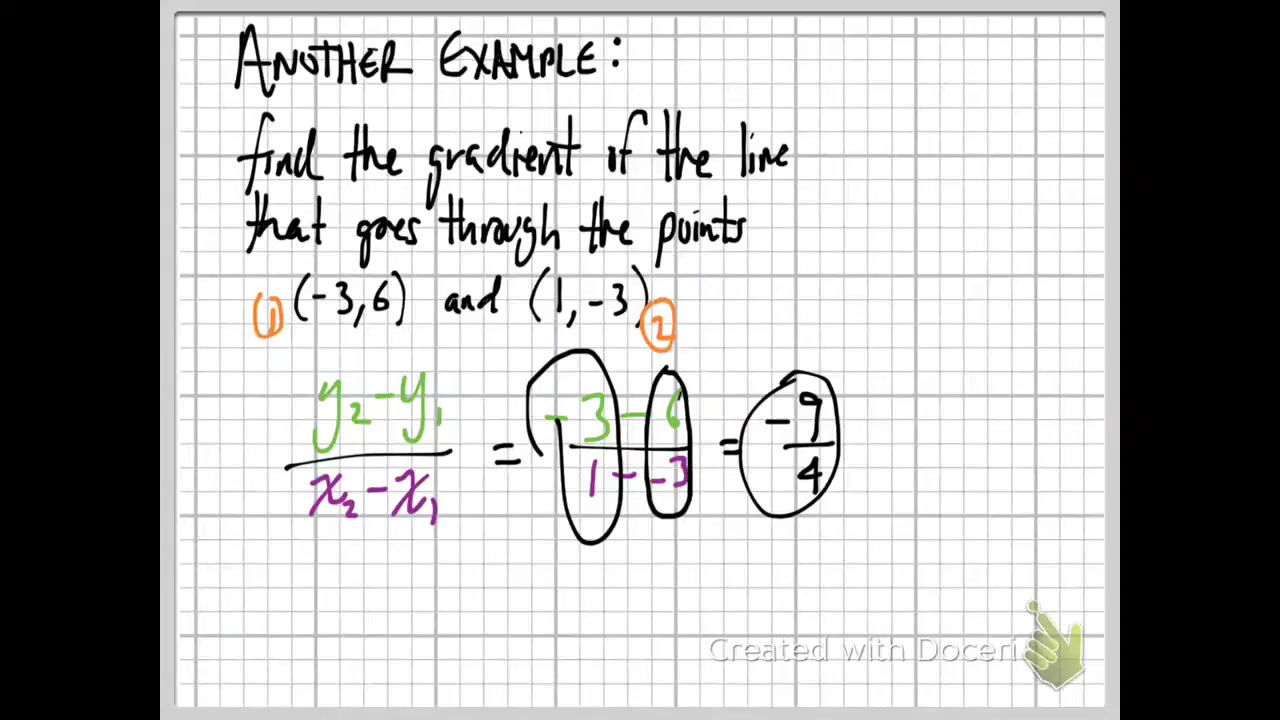 ANOTHER EXAMPLE:
find the gradient of the line
that goes through the points
① (-3, 6) and (1, -3) ②
y₂ - y₁ / x₂ - x₁ = -3 - 6 / 1 - -3 = -9 / 4
Created with Doceri